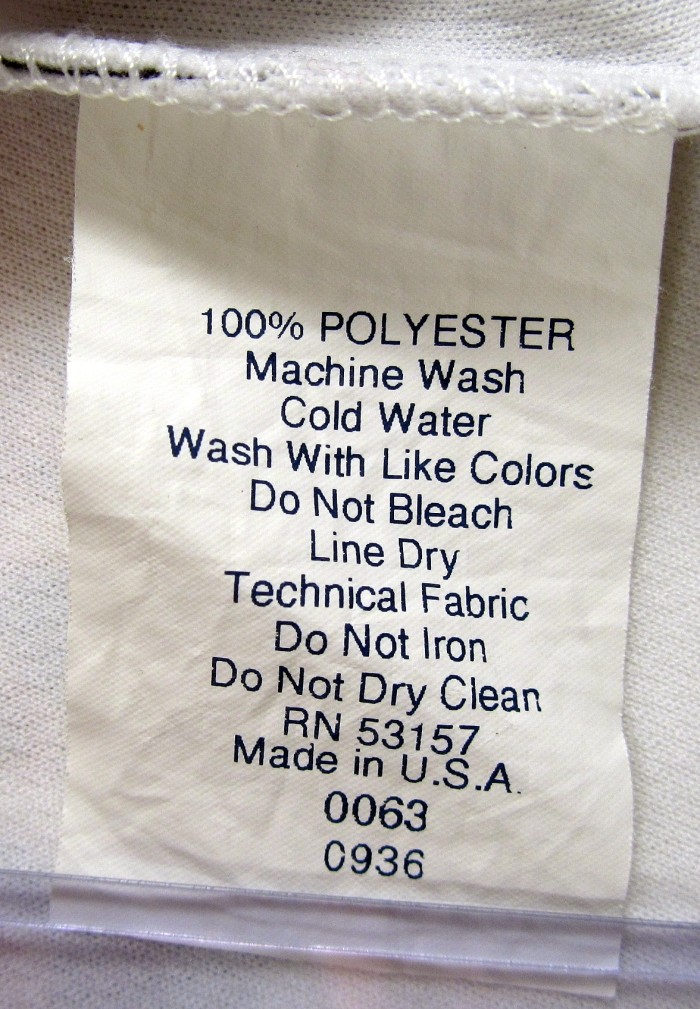 100% POLYESTER
Machine Wash
Cold Water
Wash With Like Colors
Do Not Bleach
Line Dry
Technical Fabric
Do Not Iron
Do Not Dry Clean
RN 53157
Made in U.S.A.
0063
0936